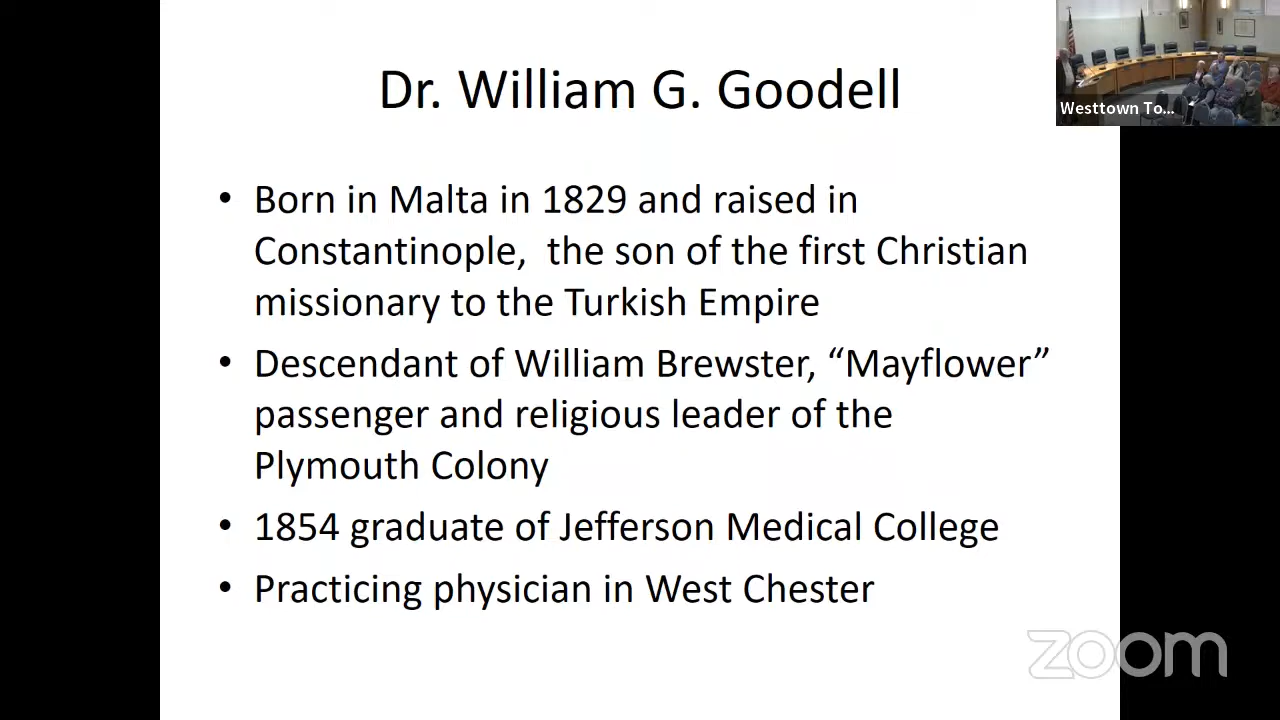 Dr. William G. Goodell
Westtown To...
• Born in Malta in 1829 and raised in
Constantinople,  the son of the first Christian
missionary to the Turkish Empire
• Descendant of William Brewster, “Mayflower”
passenger and religious leader of the
Plymouth Colony
• 1854 graduate of Jefferson Medical College
• Practicing physician in West Chester
zoom